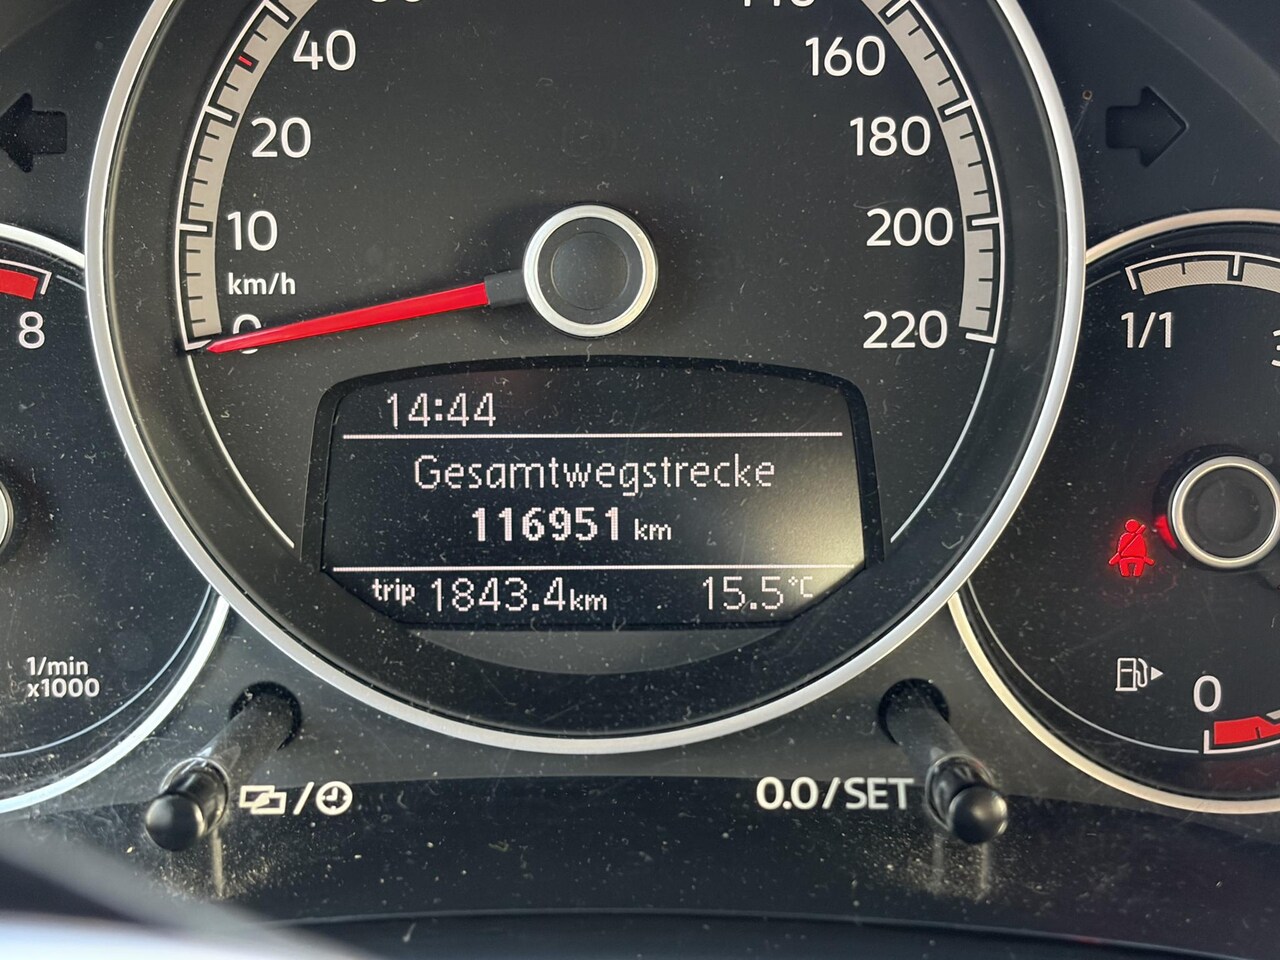 40
20
10
km/h
0
160
180
200
220
8
1/min
x1000
14:44
Gesamtwegstrecke
116951 km
trip 1843.4km 15.5°C
0.0/SET
1/1
0